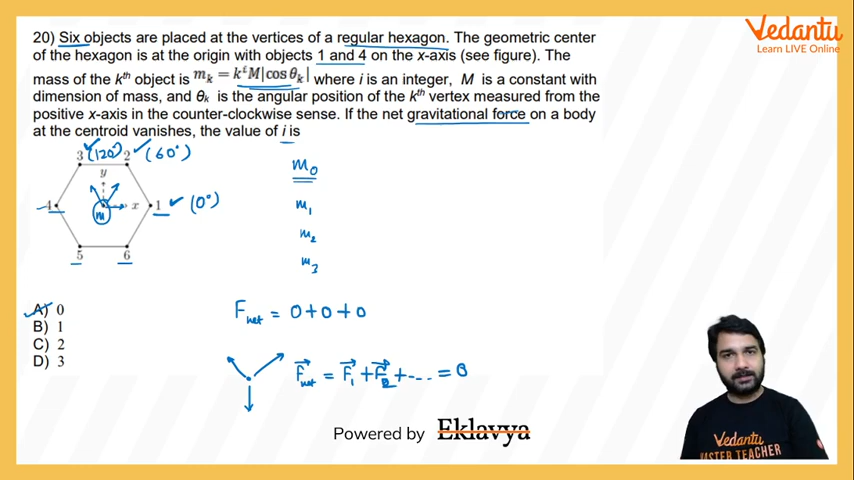 Vedantu
Learn LIVE Online
20) Six objects are placed at the vertices of a regular hexagon. The geometric center
of the hexagon is at the origin with objects 1 and 4 on the x-axis (see figure). The
mass of the kth object is m_k = k^i M|cos θ_k| where i is an integer, M is a constant with
dimension of mass, and θk is the angular position of the kth vertex measured from the
positive x-axis in the counter-clockwise sense. If the net gravitational force on a body
at the centroid vanishes, the value of i is
3 (120°) 2 (60°)
y
4 m x 1 (0°)
5 6
m₀
m₁
m₂
m₃
A) 0
B) 1
C) 2
D) 3
F_net = 0+0+0
F_net = F₁ + F₂ + .... = 0
Powered by Eklavya
Vedantu
MASTER TEACHER